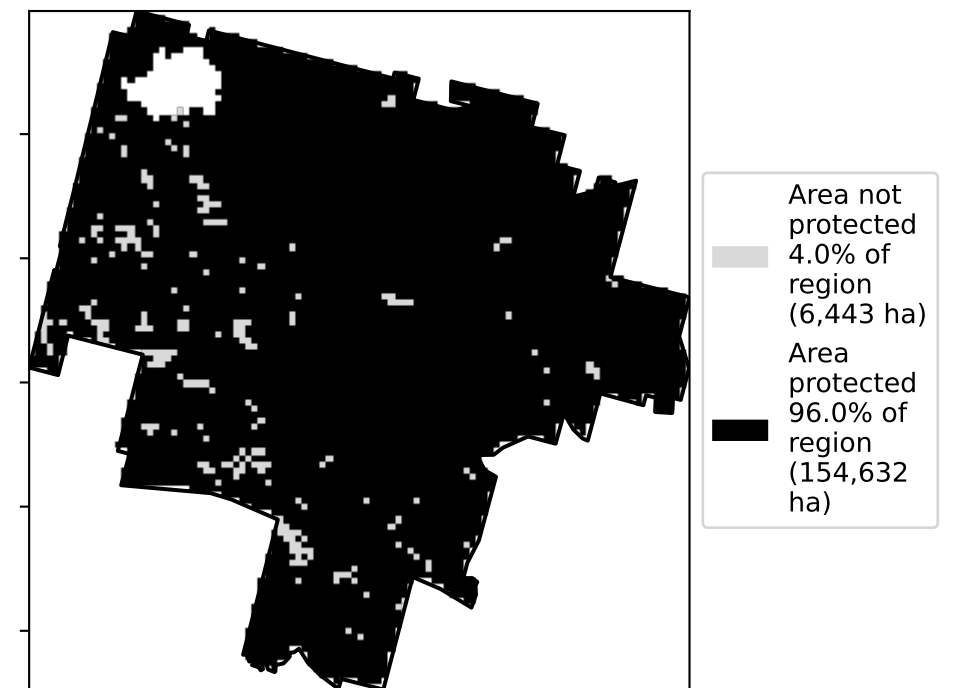 Area not
protected
4.0% of
region
(6,443 ha)
Area
protected
96.0% of
region
(154,632
ha)